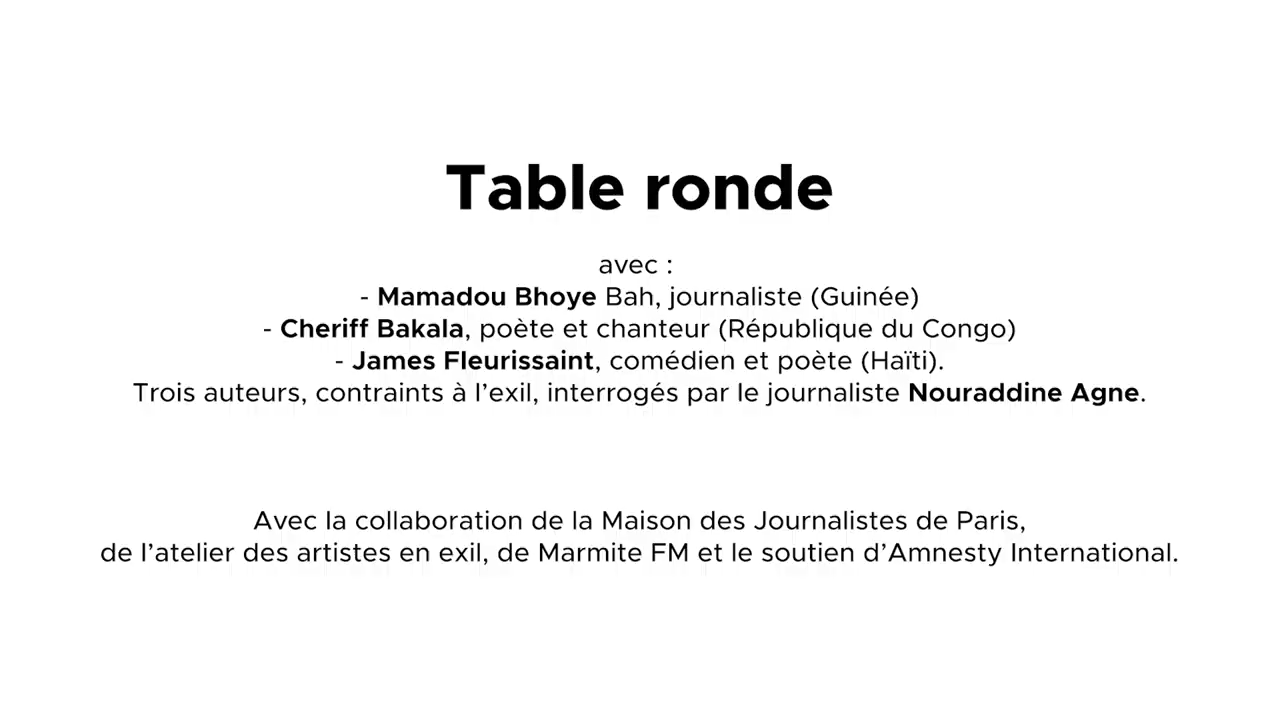 Table ronde
avec :
- Mamadou Bhoye Bah, journaliste (Guinée)
- Cheriff Bakala, poète et chanteur (République du Congo)
- James Fleurissaint, comédien et poète (Haïti).
Trois auteurs, contraints à l’exil, interrogés par le journaliste Nouraddine Agne.
Avec la collaboration de la Maison des Journalistes de Paris,
de l’atelier des artistes en exil, de Marmite FM et le soutien d’Amnesty International.